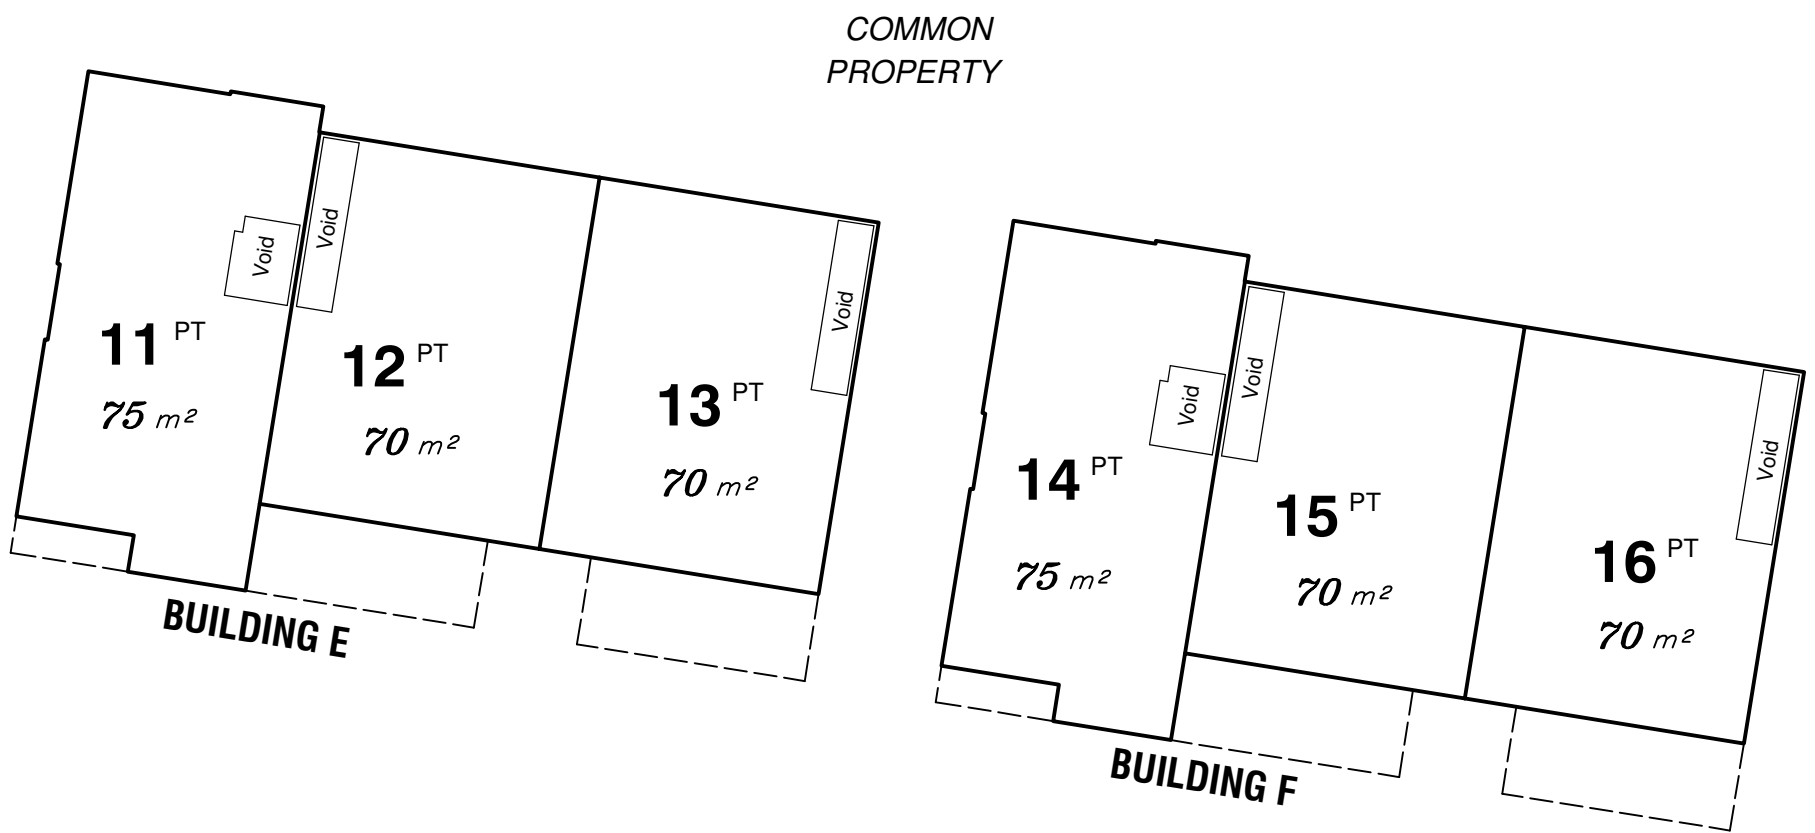 COMMON
PROPERTY
Void
Void
11 PT
75 m²
12 PT
70 m²
Void
13 PT
70 m²
BUILDING E
Void
Void
14 PT
75 m²
15 PT
70 m²
Void
16 PT
70 m²
BUILDING F